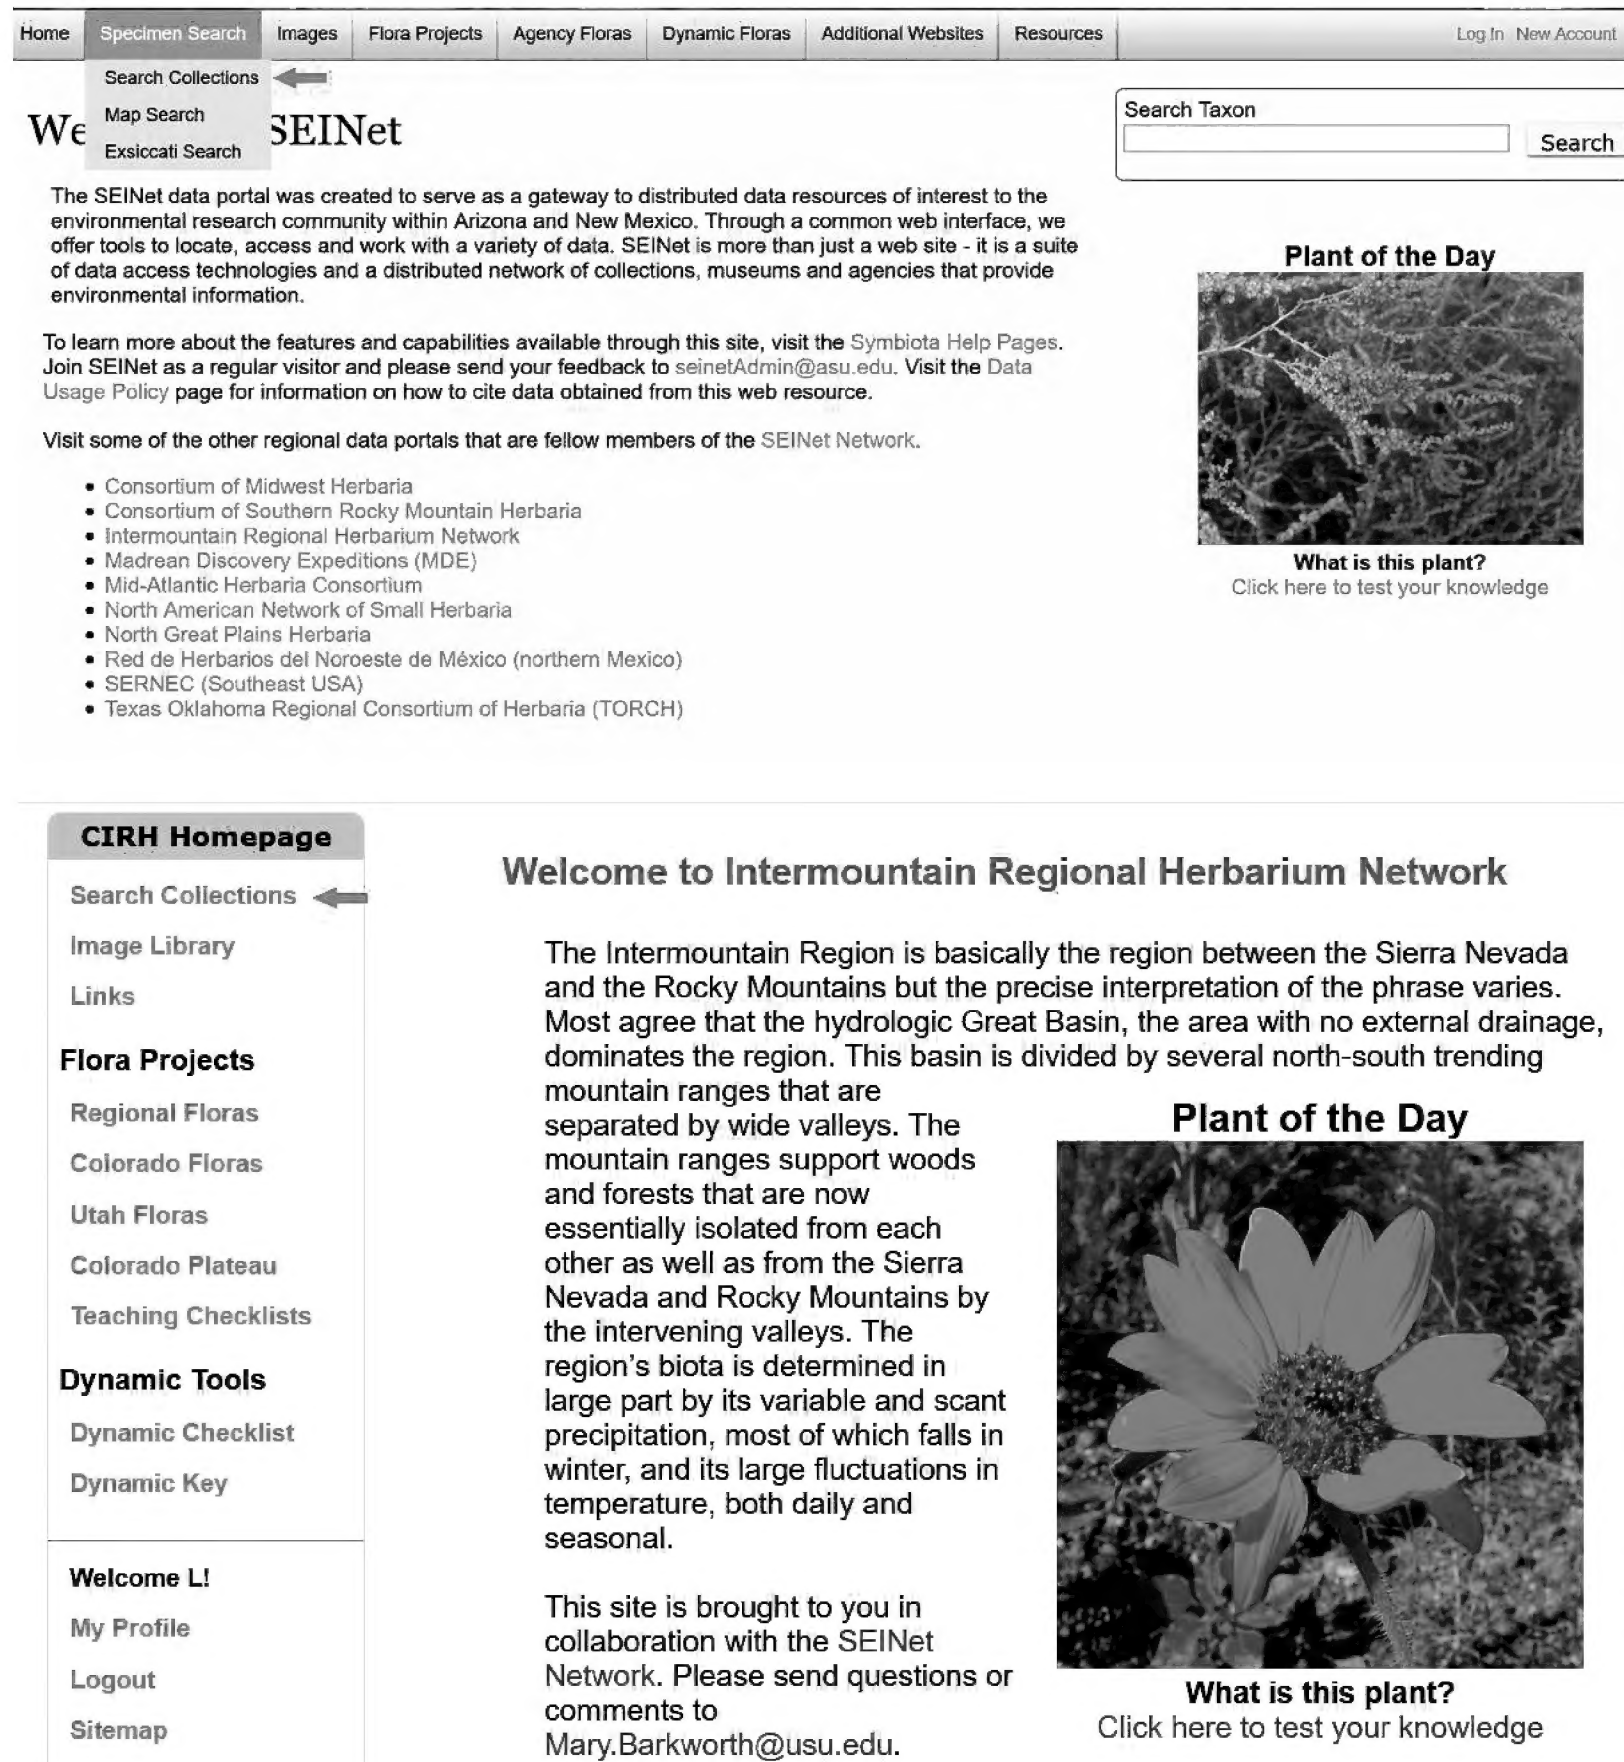 Home Specimen Search Images Flora Projects Agency Floras Dynamic Floras Additional Websites Resources Log In New Account
Search Collections
Map Search
Exsiccati Search
We SEINet
Search Taxon
Search
The SEINet data portal was created to serve as a gateway to distributed data resources of interest to the
environmental research community within Arizona and New Mexico. Through a common web interface, we
offer tools to locate, access and work with a variety of data. SEINet is more than just a web site - it is a suite
of data access technologies and a distributed network of collections, museums and agencies that provide
environmental information.
To learn more about the features and capabilities available through this site, visit the Symbiota Help Pages.
Join SEINet as a regular visitor and please send your feedback to seinetAdmin@asu.edu. Visit the Data
Usage Policy page for information on how to cite data obtained from this web resource.
Visit some of the other regional data portals that are fellow members of the SEINet Network.
• Consortium of Midwest Herbaria
• Consortium of Southern Rocky Mountain Herbaria
• Intermountain Regional Herbarium Network
• Madrean Discovery Expeditions (MDE)
• Mid-Atlantic Herbaria Consortium
• North American Network of Small Herbaria
• North Great Plains Herbaria
• Red de Herbarios del Noroeste de México (northern Mexico)
• SERNEC (Southeast USA)
• Texas Oklahoma Regional Consortium of Herbaria (TORCH)
Plant of the Day
What is this plant?
Click here to test your knowledge
CIRH Homepage
Search Collections
Image Library
Links
Flora Projects
Regional Floras
Colorado Floras
Utah Floras
Colorado Plateau
Teaching Checklists
Dynamic Tools
Dynamic Checklist
Dynamic Key
Welcome L!
My Profile
Logout
Sitemap
Welcome to Intermountain Regional Herbarium Network
The Intermountain Region is basically the region between the Sierra Nevada
and the Rocky Mountains but the precise interpretation of the phrase varies.
Most agree that the hydrologic Great Basin, the area with no external drainage,
dominates the region. This basin is divided by several north-south trending
mountain ranges that are
separated by wide valleys. The
mountain ranges support woods
and forests that are now
essentially isolated from each
other as well as from the Sierra
Nevada and Rocky Mountains by
the intervening valleys. The
region's biota is determined in
large part by its variable and scant
precipitation, most of which falls in
winter, and its large fluctuations in
temperature, both daily and
seasonal.
This site is brought to you in
collaboration with the SEINet
Network. Please send questions or
comments to
Mary.Barkworth@usu.edu.
Plant of the Day
What is this plant?
Click here to test your knowledge